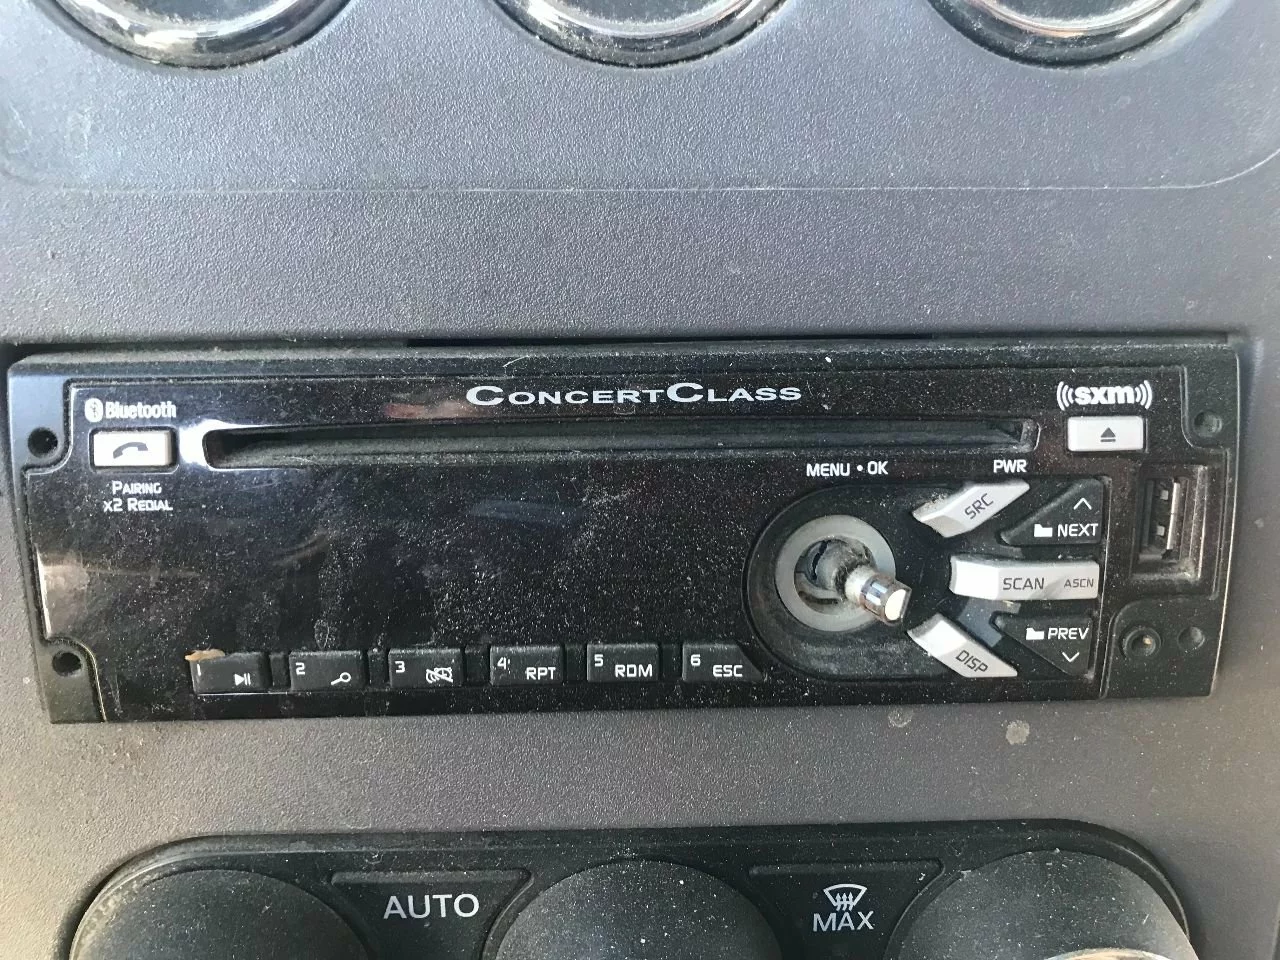 CONCERTCLASS
((sxm))
Bluetooth
PAIRING
X2 REDIAL
MENU • OK
PWR
SRC
NEXT
SCAN ASCN
PREV
DISP
1
2
3
4 RPT
5 RDM
6 ESC
AUTO
MAX